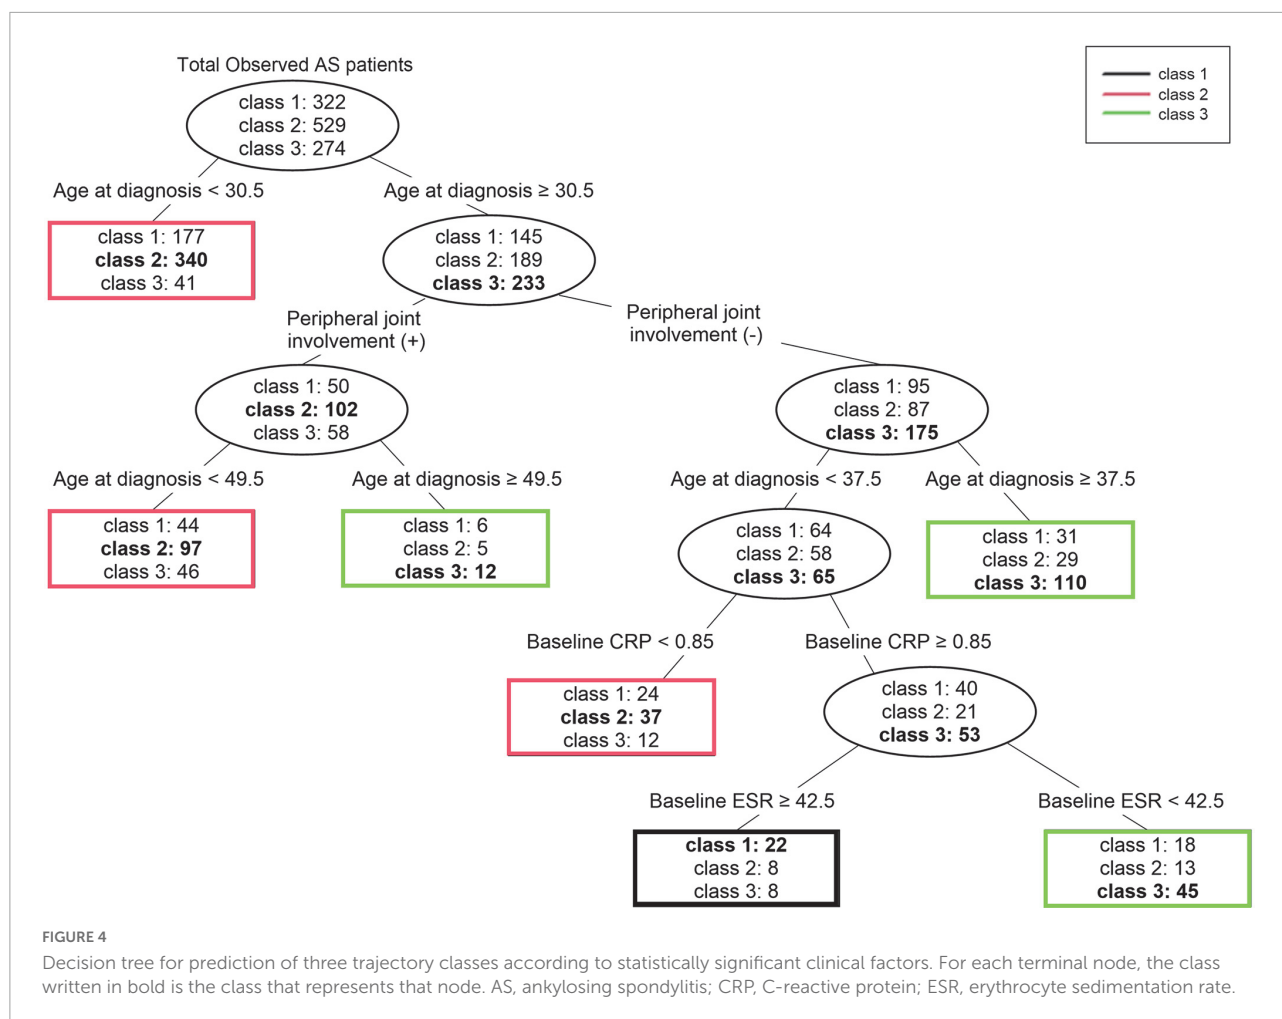 Total Observed AS patients
class 1: 322
class 2: 529
class 3: 274
class 1
class 2
class 3
Age at diagnosis < 30.5
Age at diagnosis ≥ 30.5
class 1: 177
class 2: 340
class 3: 41
class 1: 145
class 2: 189
class 3: 233
Peripheral joint
involvement (+)
Peripheral joint
involvement (-)
class 1: 50
class 2: 102
class 3: 58
class 1: 95
class 2: 87
class 3: 175
Age at diagnosis < 49.5
Age at diagnosis ≥ 49.5
Age at diagnosis < 37.5
Age at diagnosis ≥ 37.5
class 1: 44
class 2: 97
class 3: 46
class 1: 6
class 2: 5
class 3: 12
class 1: 64
class 2: 58
class 3: 65
class 1: 31
class 2: 29
class 3: 110
Baseline CRP < 0.85
Baseline CRP ≥ 0.85
class 1: 24
class 2: 37
class 3: 12
class 1: 40
class 2: 21
class 3: 53
Baseline ESR ≥ 42.5
Baseline ESR < 42.5
class 1: 22
class 2: 8
class 3: 8
class 1: 18
class 2: 13
class 3: 45
FIGURE 4
Decision tree for prediction of three trajectory classes according to statistically significant clinical factors. For each terminal node, the class
written in bold is the class that represents that node. AS, ankylosing spondylitis; CRP, C-reactive protein; ESR, erythrocyte sedimentation rate.